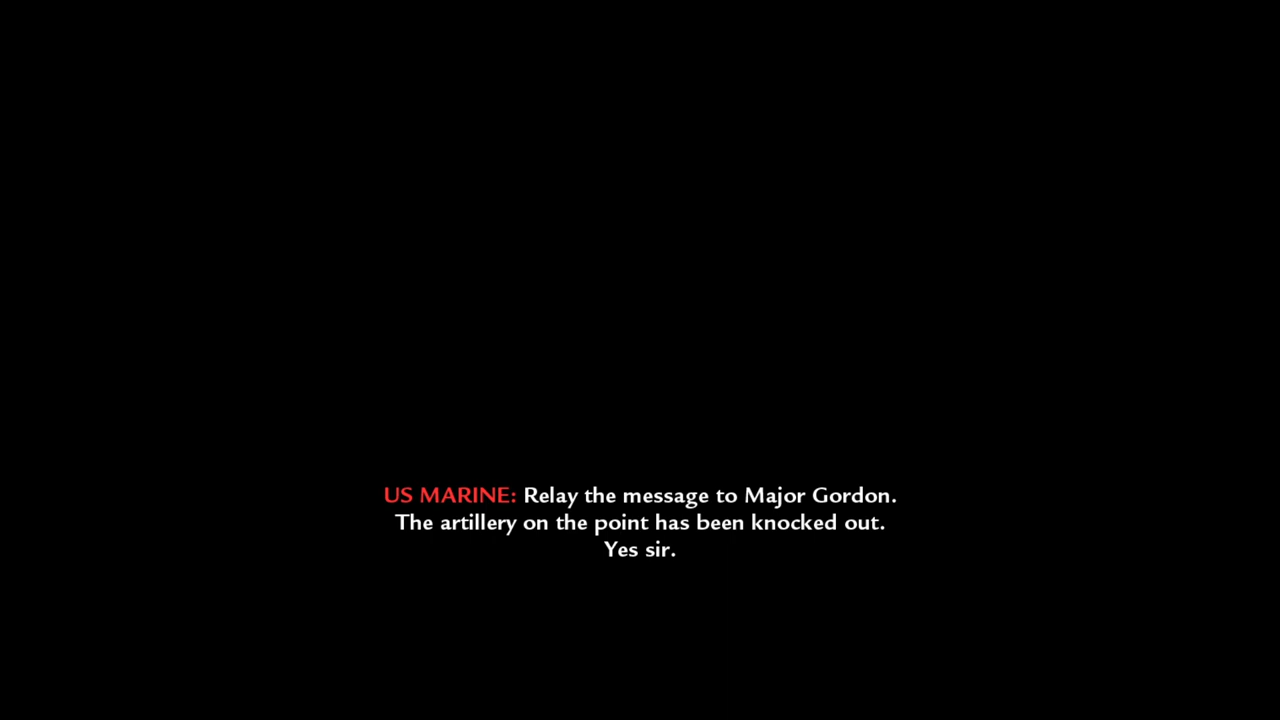 US MARINE: Relay the message to Major Gordon.
The artillery on the point has been knocked out.
Yes sir.